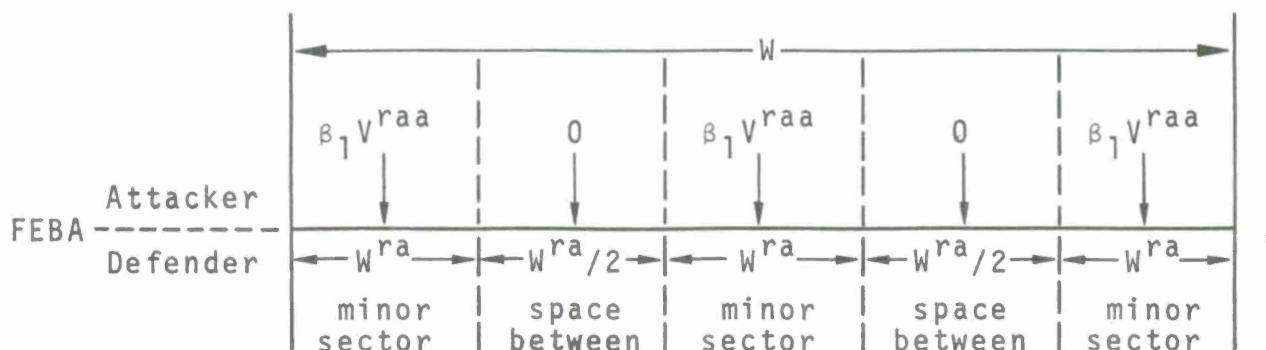 W
β₁Vʳᵃᵃ 0 β₁Vʳᵃᵃ 0 β₁Vʳᵃᵃ
Attacker
FEBA
Defender
Wʳᵃ Wʳᵃ/2 Wʳᵃ Wʳᵃ/2 Wʳᵃ
minor space minor space minor
sector between sector between sector